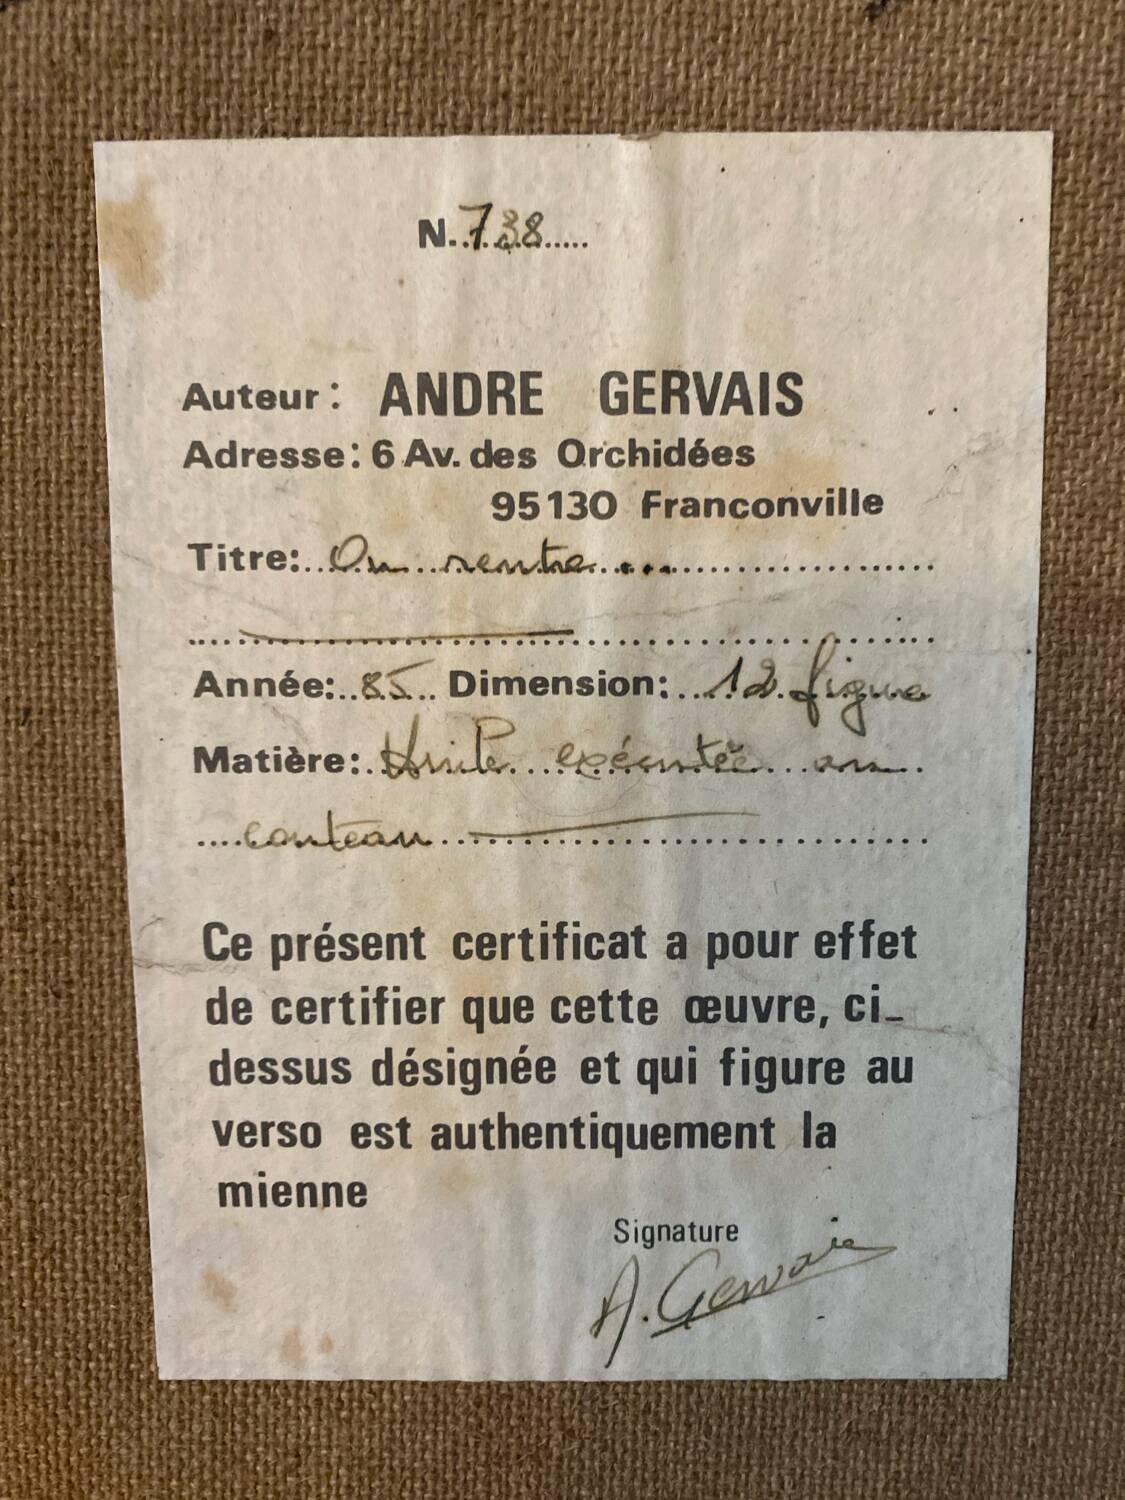 N. 738
Auteur : ANDRE GERVAIS
Adresse : 6 Av. des Orchidées
95130 Franconville
Titre: On rentre...
Année: 85 Dimension: 12 figure
Matière: Huile exécutée au
couteau
Ce présent certificat a pour effet
de certifier que cette œuvre, ci-
dessus désignée et qui figure au
verso est authentiquement la
mienne
Signature
A. Gervais